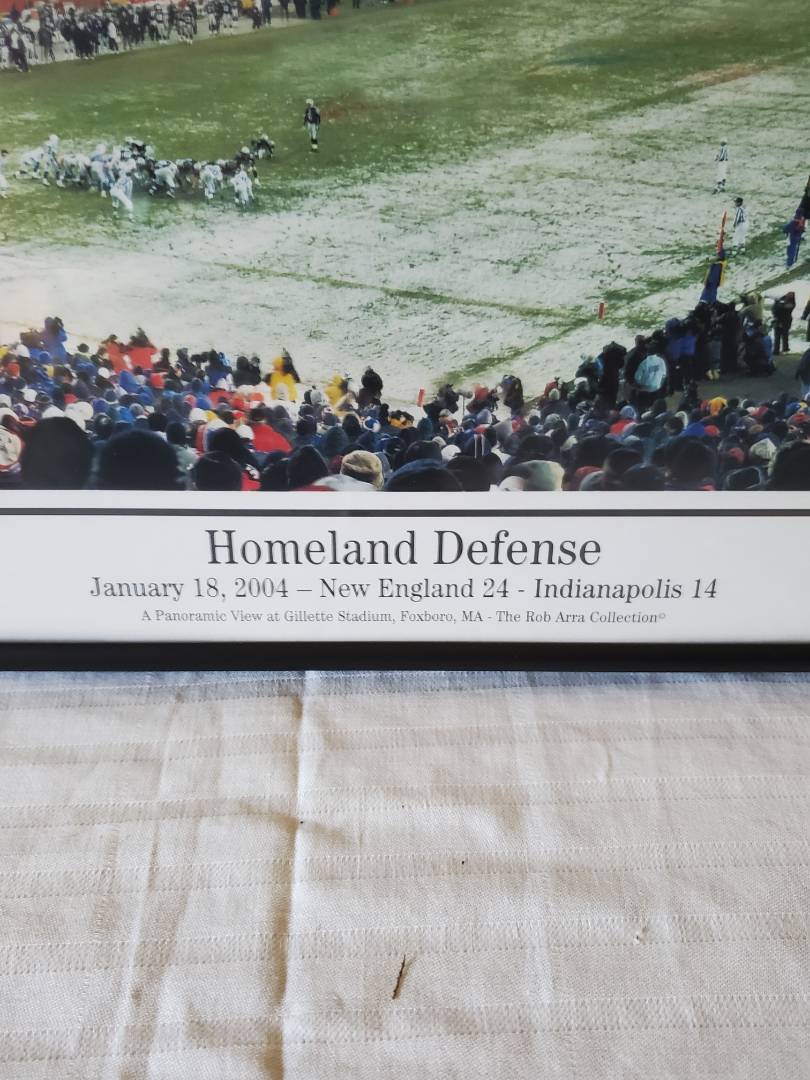 Homeland Defense
January 18, 2004 – New England 24 - Indianapolis 14
A Panoramic View at Gillette Stadium, Foxboro, MA - The Rob Arra Collection©